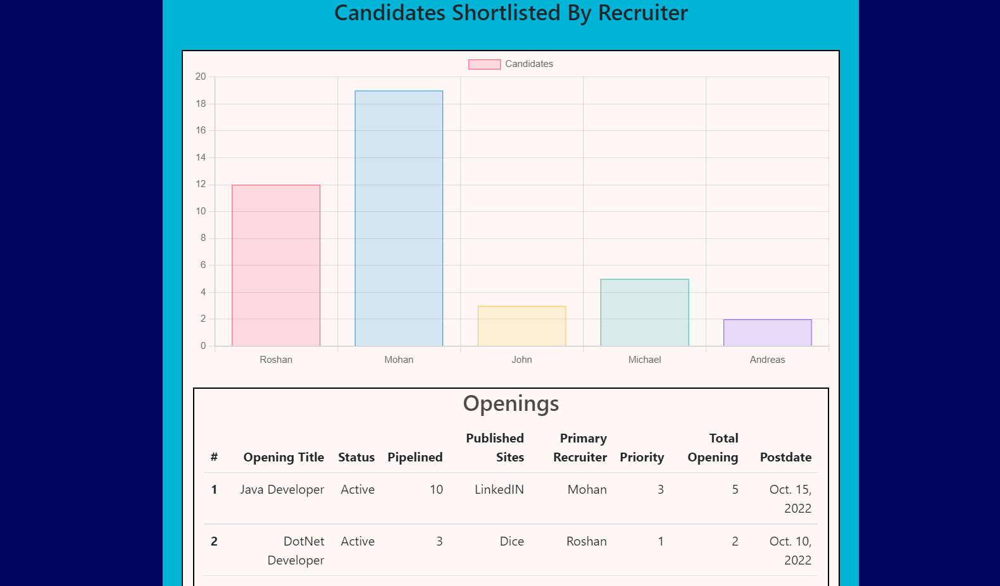 Candidates Shortlisted By Recruiter
Candidates
20
18
16
14
12
10
8
6
4
2
0
Roshan Mohan John Michael Andreas
Openings
# Opening Title Status Pipelined Published Sites Primary Recruiter Priority Total Opening Postdate
1 Java Developer Active 10 LinkedIN Mohan 3 5 Oct. 15, 2022
2 DotNet Developer Active 3 Dice Roshan 1 2 Oct. 10, 2022